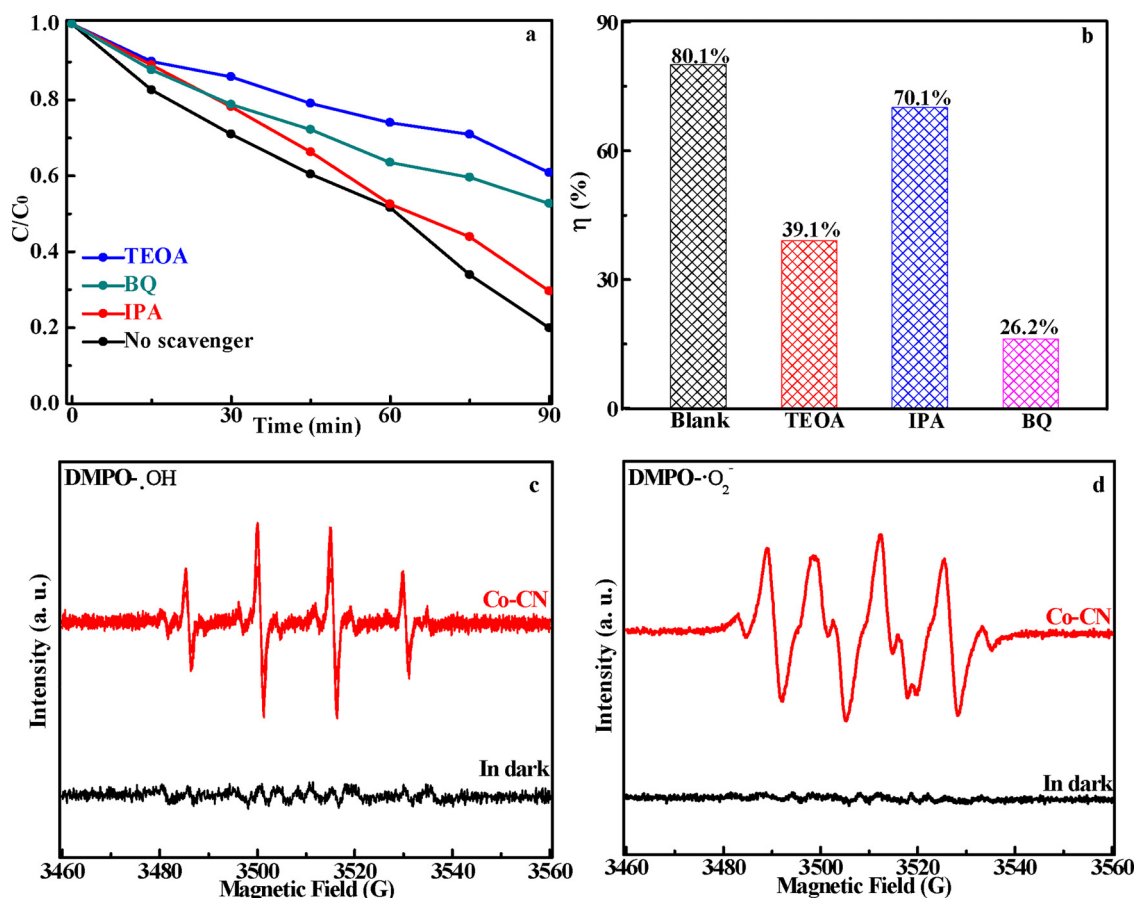 a
C/C0
1.0
0.8
0.6
0.4
0.2
0.0
TEOA
BQ
IPA
No scavenger
0 30 60 90
Time (min)
b
η (%)
90
60
30
0
80.1%
39.1%
70.1%
26.2%
Blank TEOA IPA BQ
DMPO-.OH
c
Intensity (a. u.)
Co-CN
In dark
3460 3480 3500 3520 3540 3560
Magnetic Field (G)
DMPO-·O₂⁻
d
Intensity (a. u.)
Co-CN
In dark
3460 3480 3500 3520 3540 3560
Magnetic Field (G)